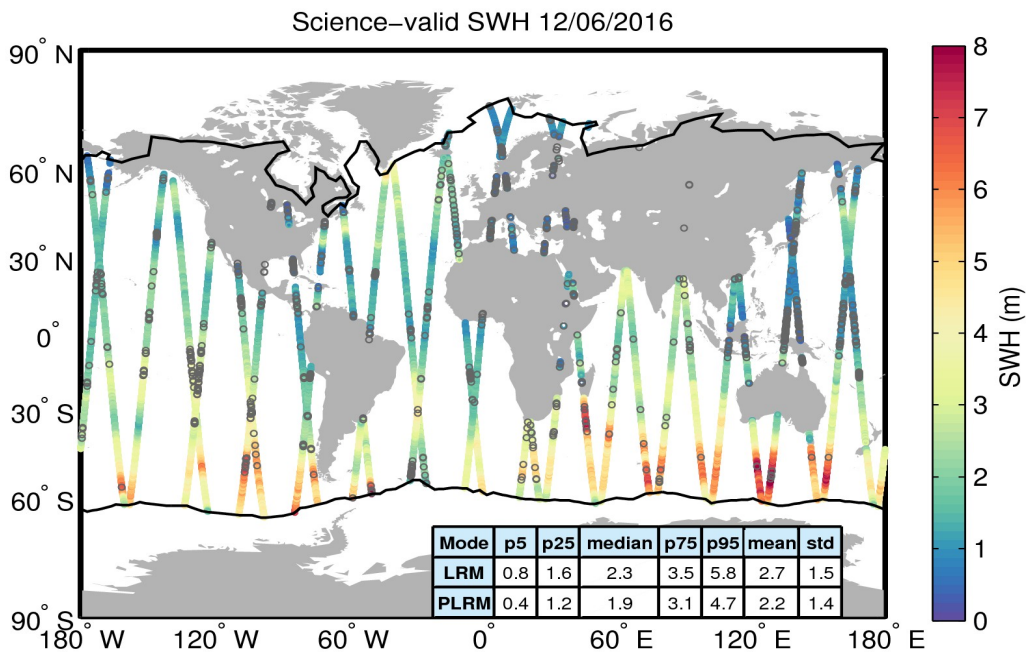 Science−valid SWH 12/06/2016
90° N
60° N
30° N
0°
30° S
60° S
90° S
180° W 120° W 60° W 0° 60° E 120° E 180° E
8
7
6
5
4
3
2
1
0
SWH (m)
Mode p5 p25 median p75 p95 mean std
LRM 0.8 1.6 2.3 3.5 5.8 2.7 1.5
PLRM 0.4 1.2 1.9 3.1 4.7 2.2 1.4